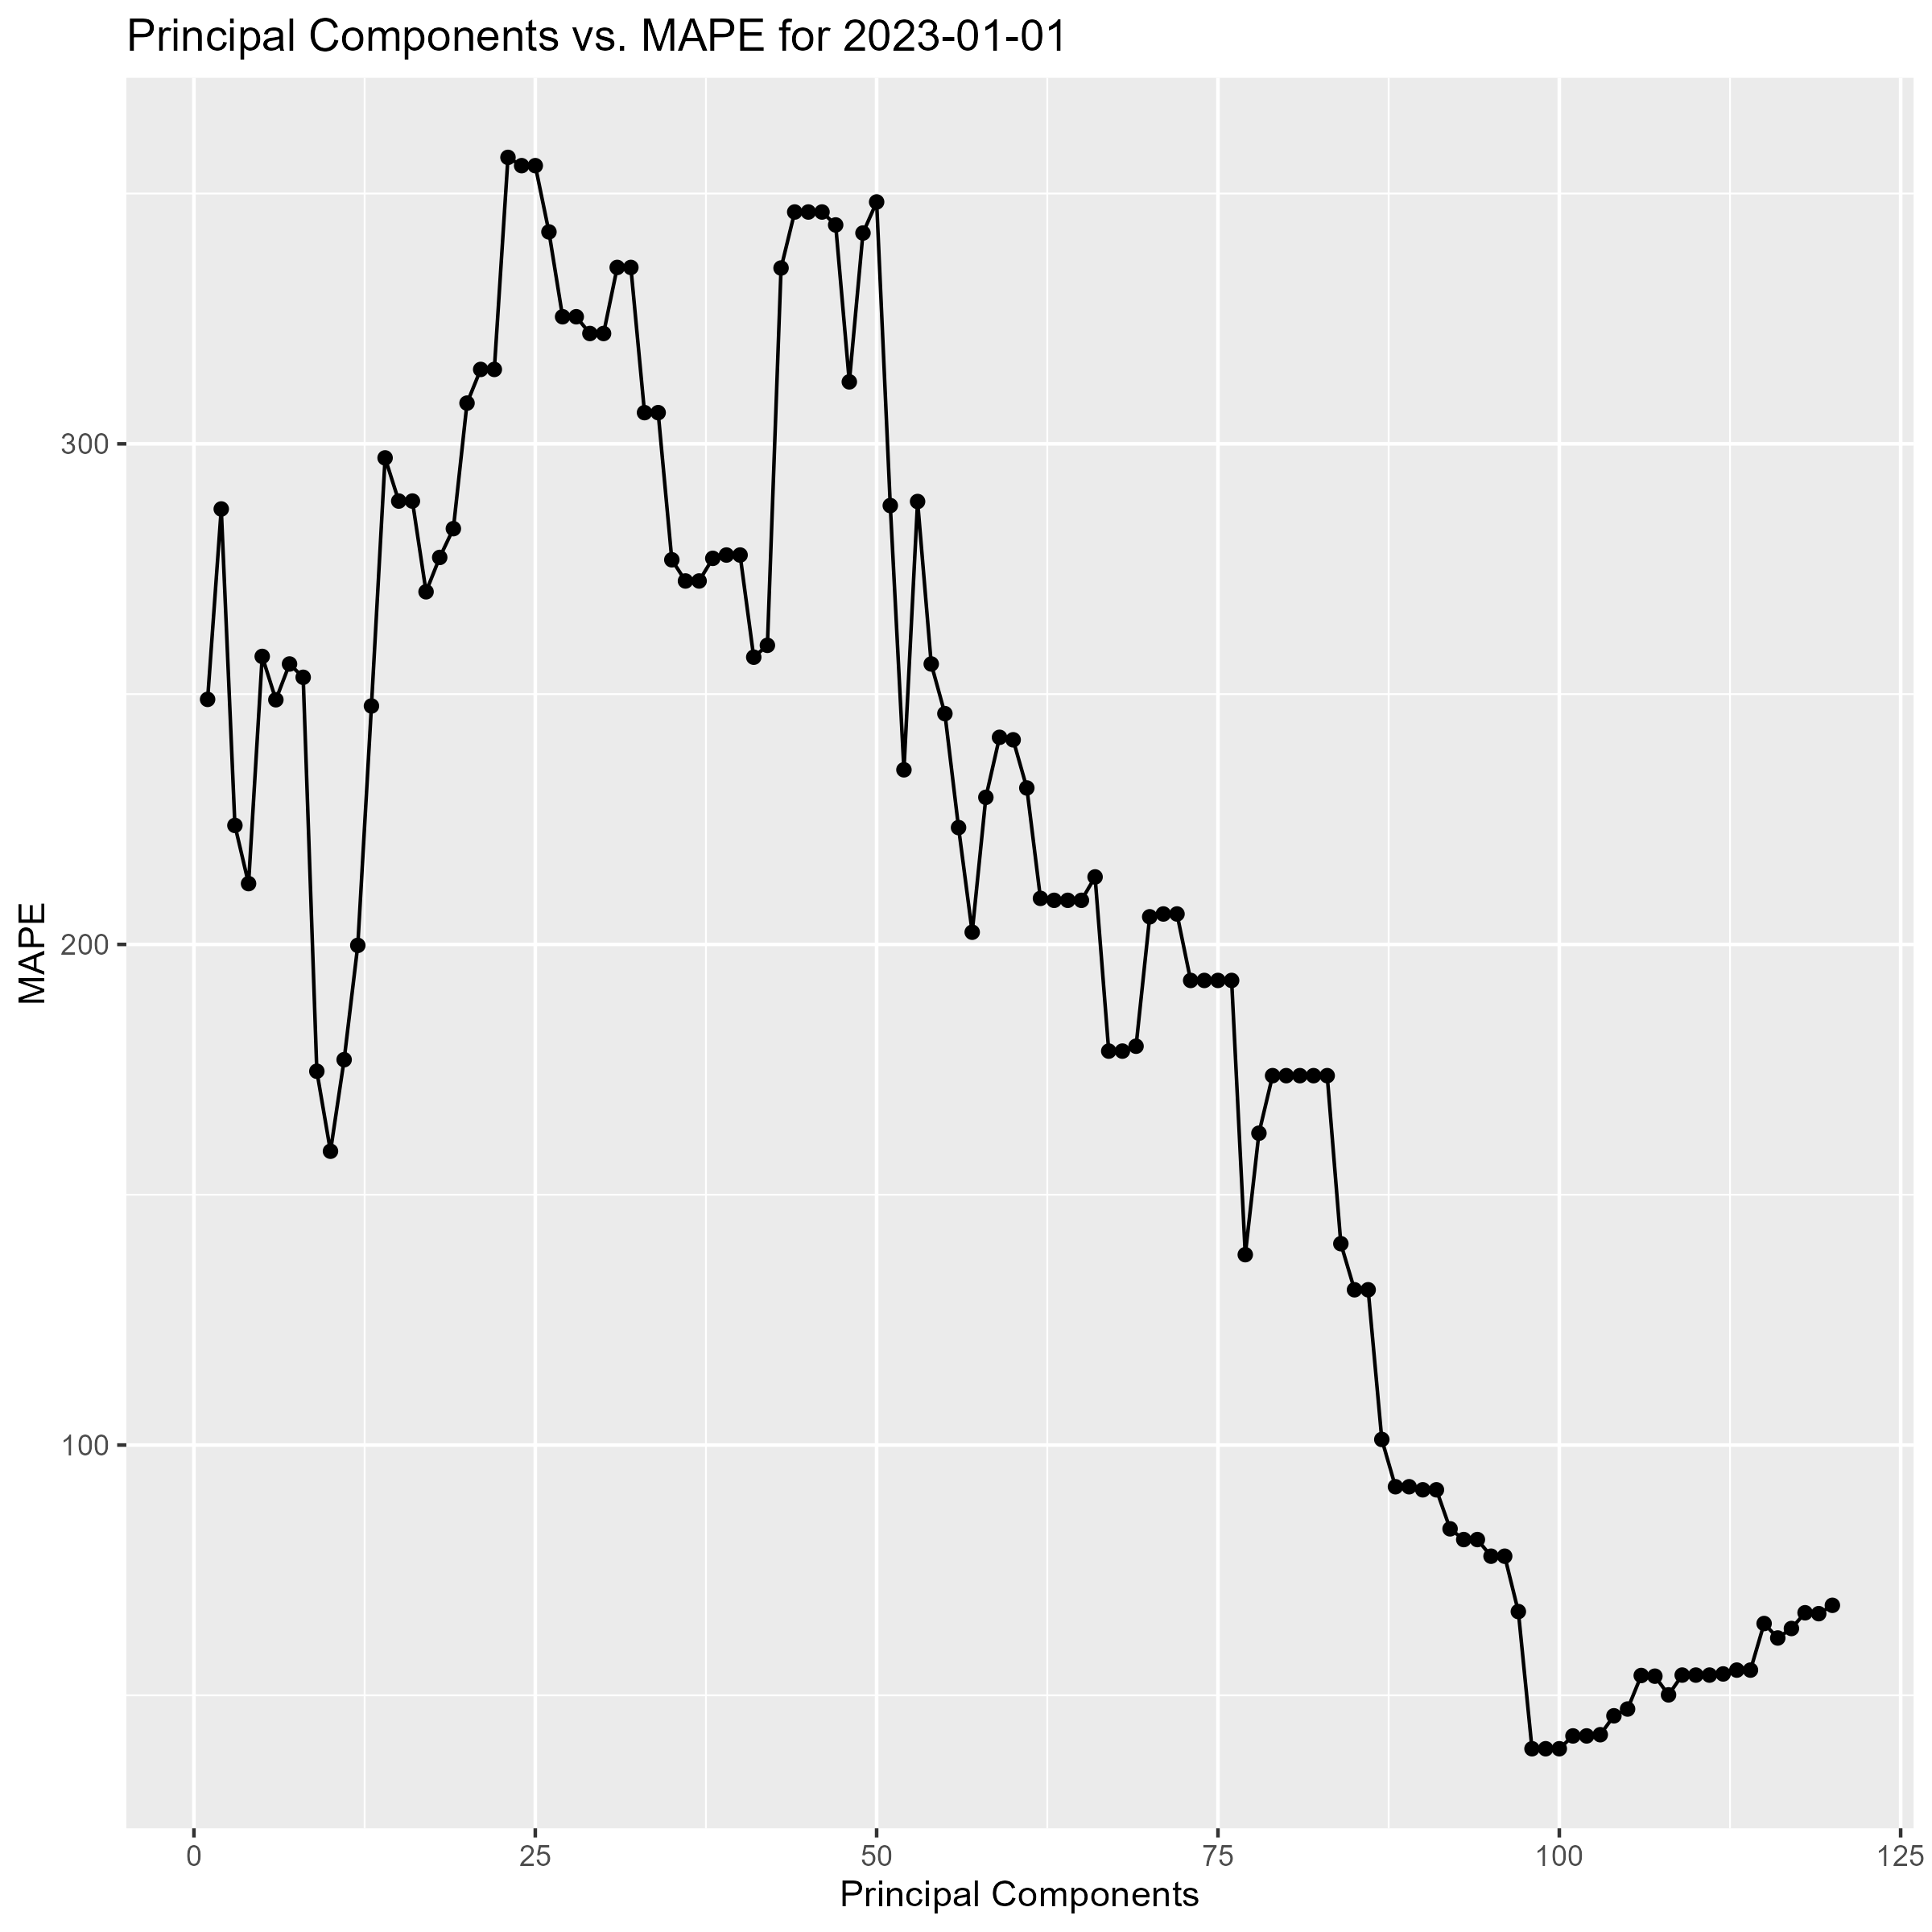 Principal Components vs. MAPE for 2023-01-01
MAPE
300
200
100
0 25 50 75 100 125
Principal Components